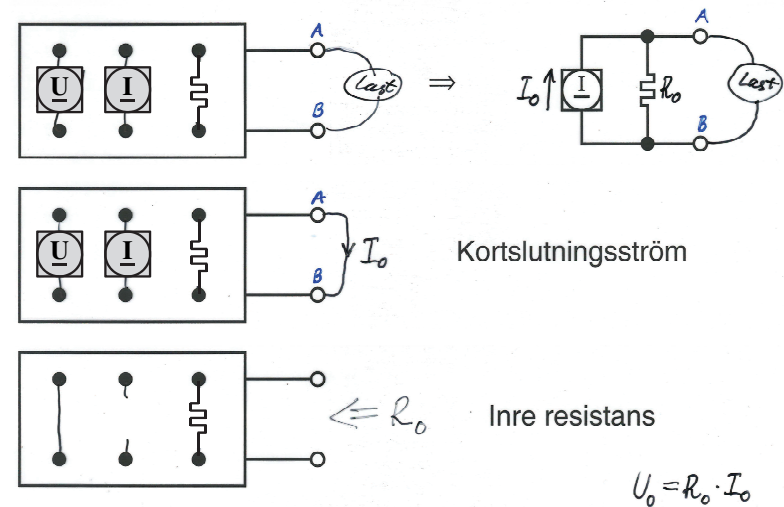 A
U I Last ⇒ I₀ I R₀ Last
B
A
B
A
U I I₀ Kortslutningsström
B
⇐ R₀ Inre resistans
U₀ = R₀ · I₀